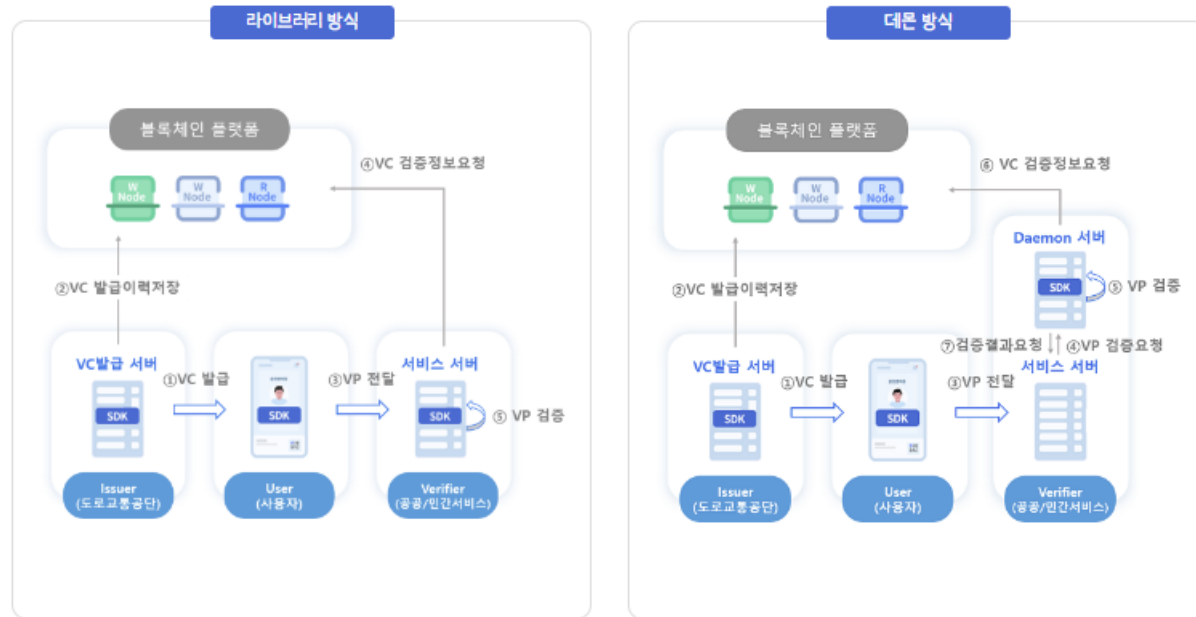 라이브러리 방식
블록체인 플랫폼
④VC 검증정보요청
W
Node
W
Node
R
Node
②VC 발급이력저장
VC발급 서버
①VC 발급
③VP 전달
서비스 서버
SDK
SDK
SDK
⑤ VP 검증
Issuer
(도로교통공단)
User
(사용자)
Verifier
(공공/민간서비스)
데몬 방식
블록체인 플랫폼
⑥ VC 검증정보요청
W
Node
W
Node
R
Node
Daemon 서버
SDK
⑤ VP 검증
②VC 발급이력저장
⑦검증결과요청
④VP 검증요청
VC발급 서버
①VC 발급
③VP 전달
서비스 서버
SDK
SDK
Issuer
(도로교통공단)
User
(사용자)
Verifier
(공공/민간서비스)